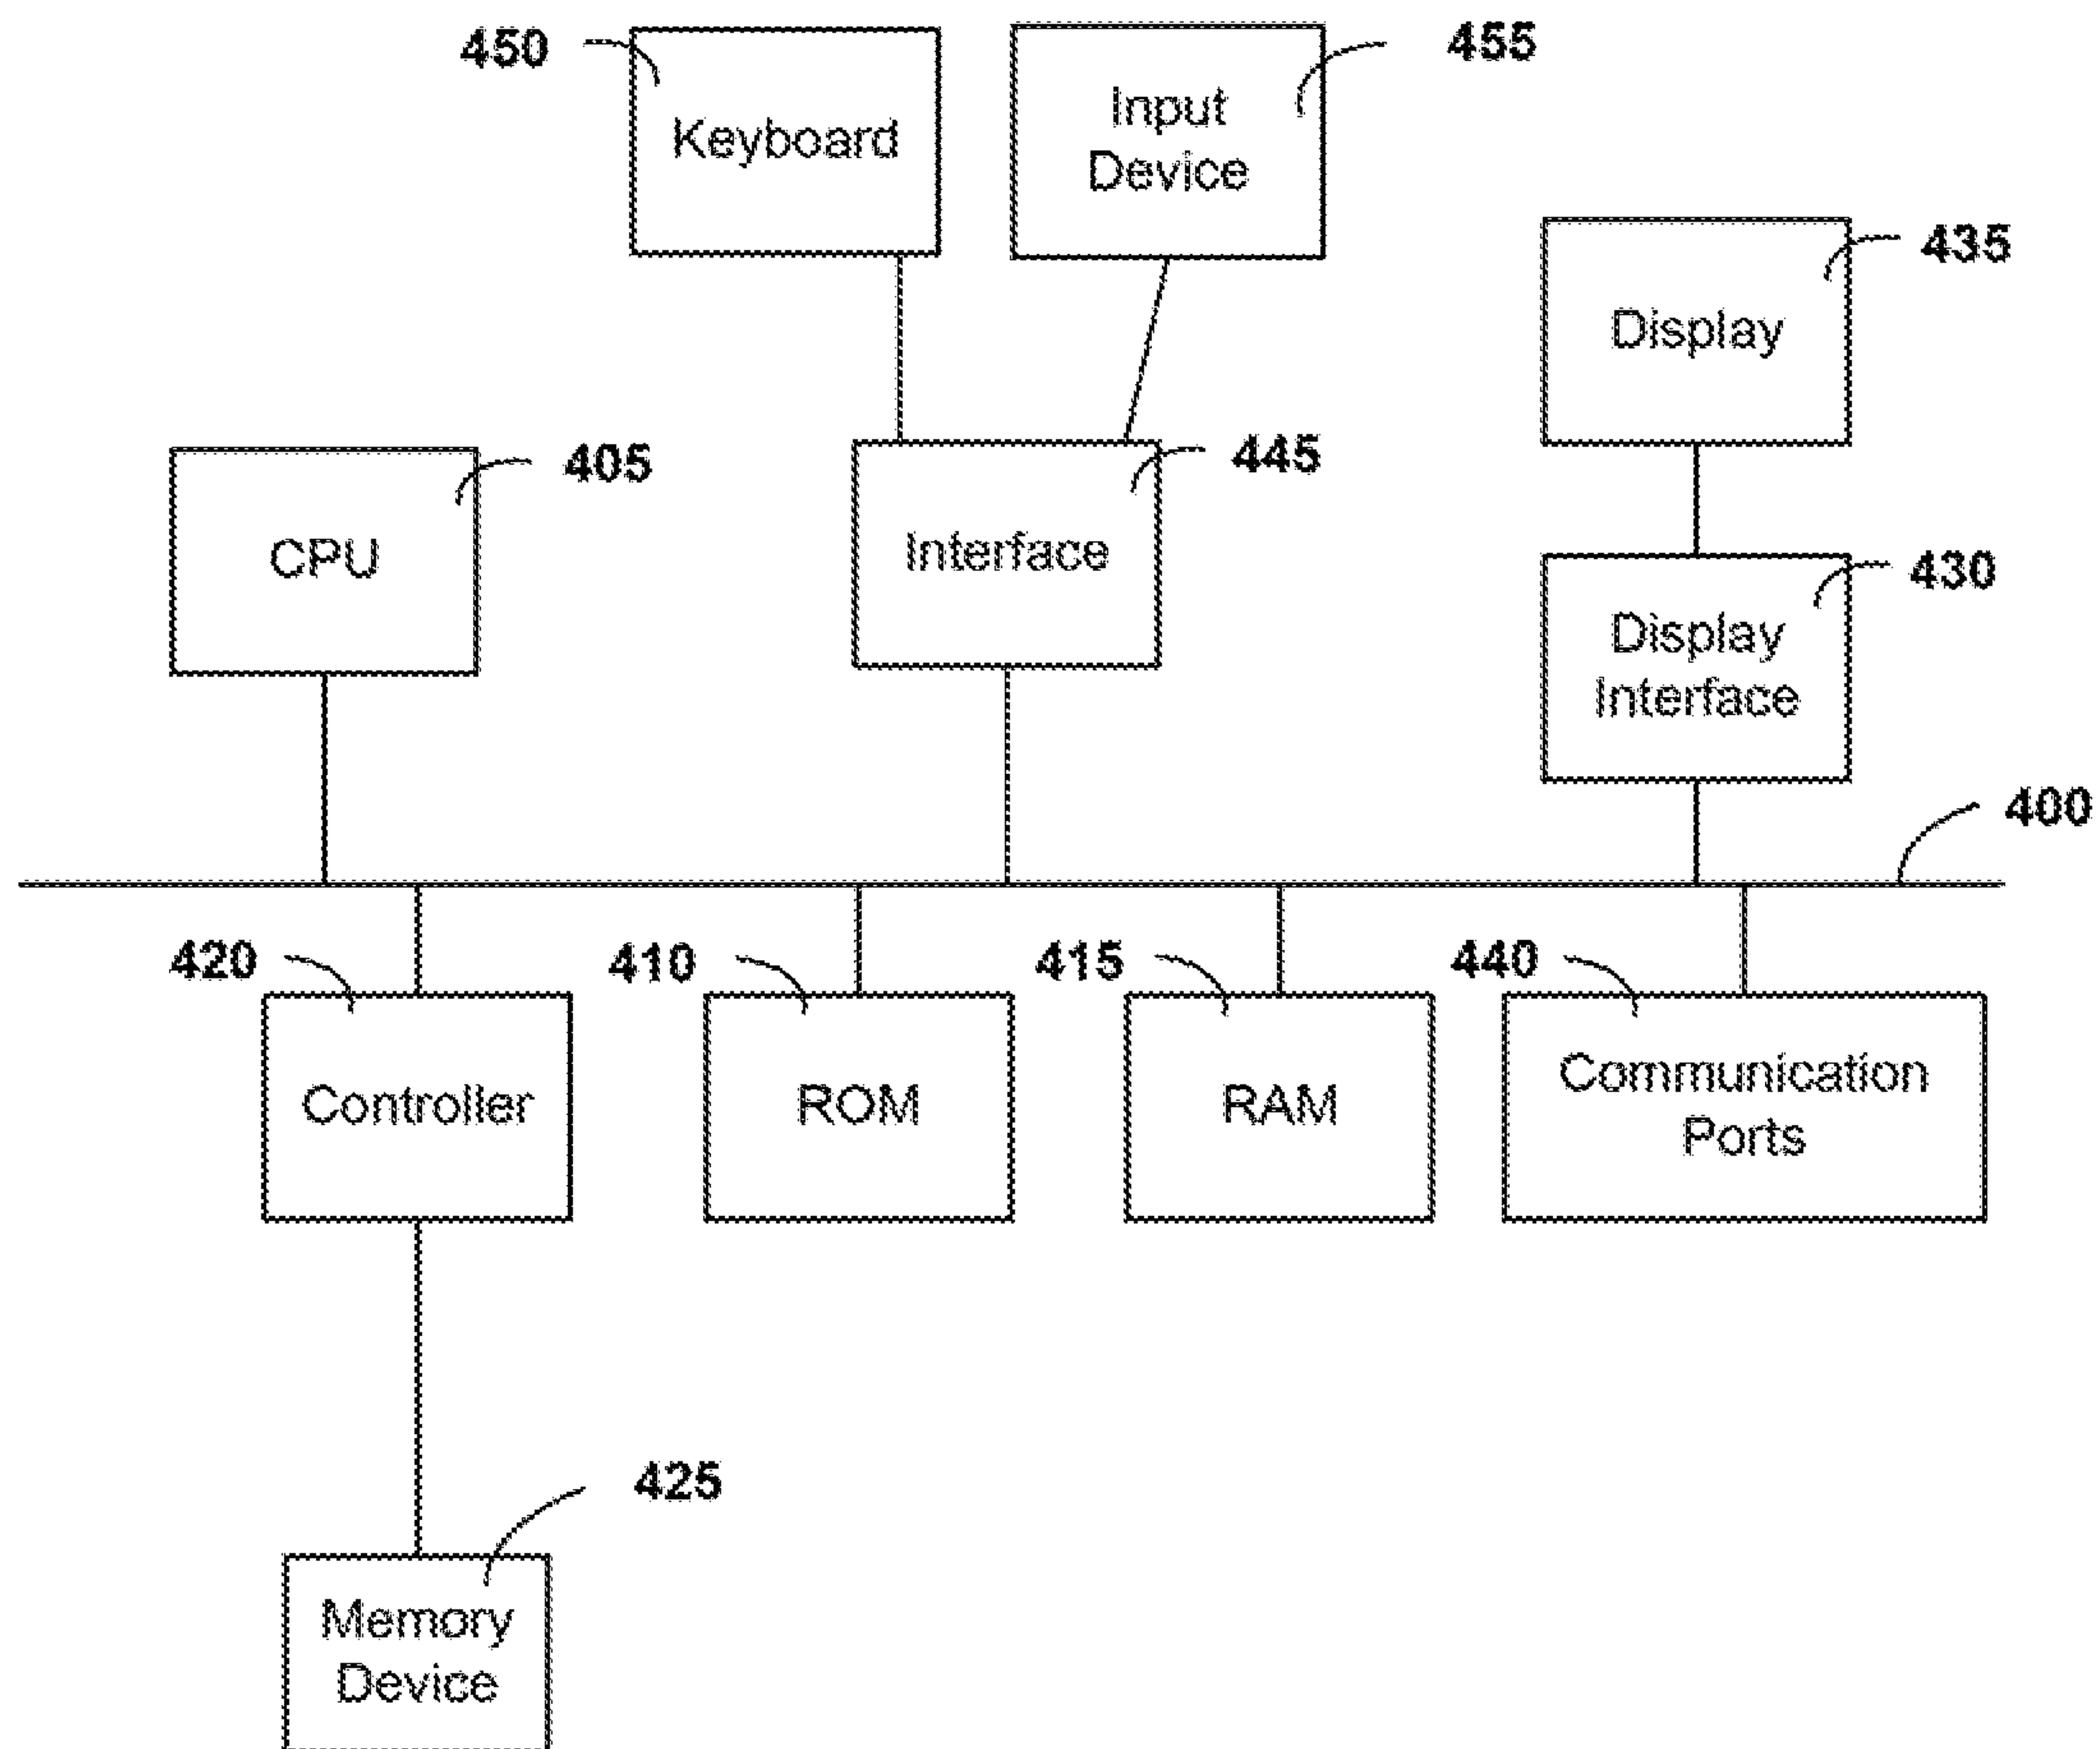 450
Keyboard
Input
Device
455
Display
435
CPU
405
Interface
445
Display
Interface
430
400
420
Controller
410
ROM
415
RAM
440
Communication
Ports
425
Memory
Device